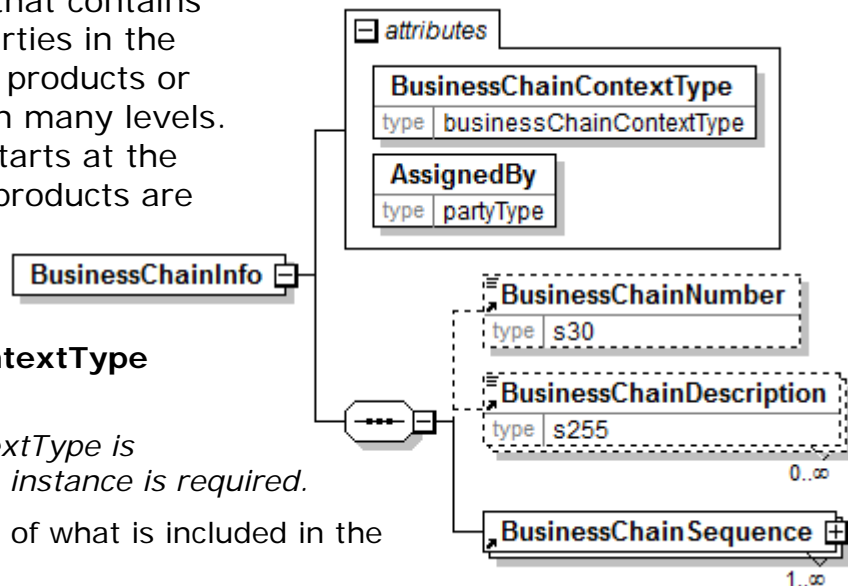 that contains
rties in the
products or
n many levels.
tarts at the
products are
ntextType
extType is
instance is required.
of what is included in the
attributes
BusinessChainContextType
type businessChainContextType
AssignedBy
type partyType
BusinessChainInfo
BusinessChainNumber
type s30
BusinessChainDescription
type s255
0..∞
BusinessChainSequence
1..∞